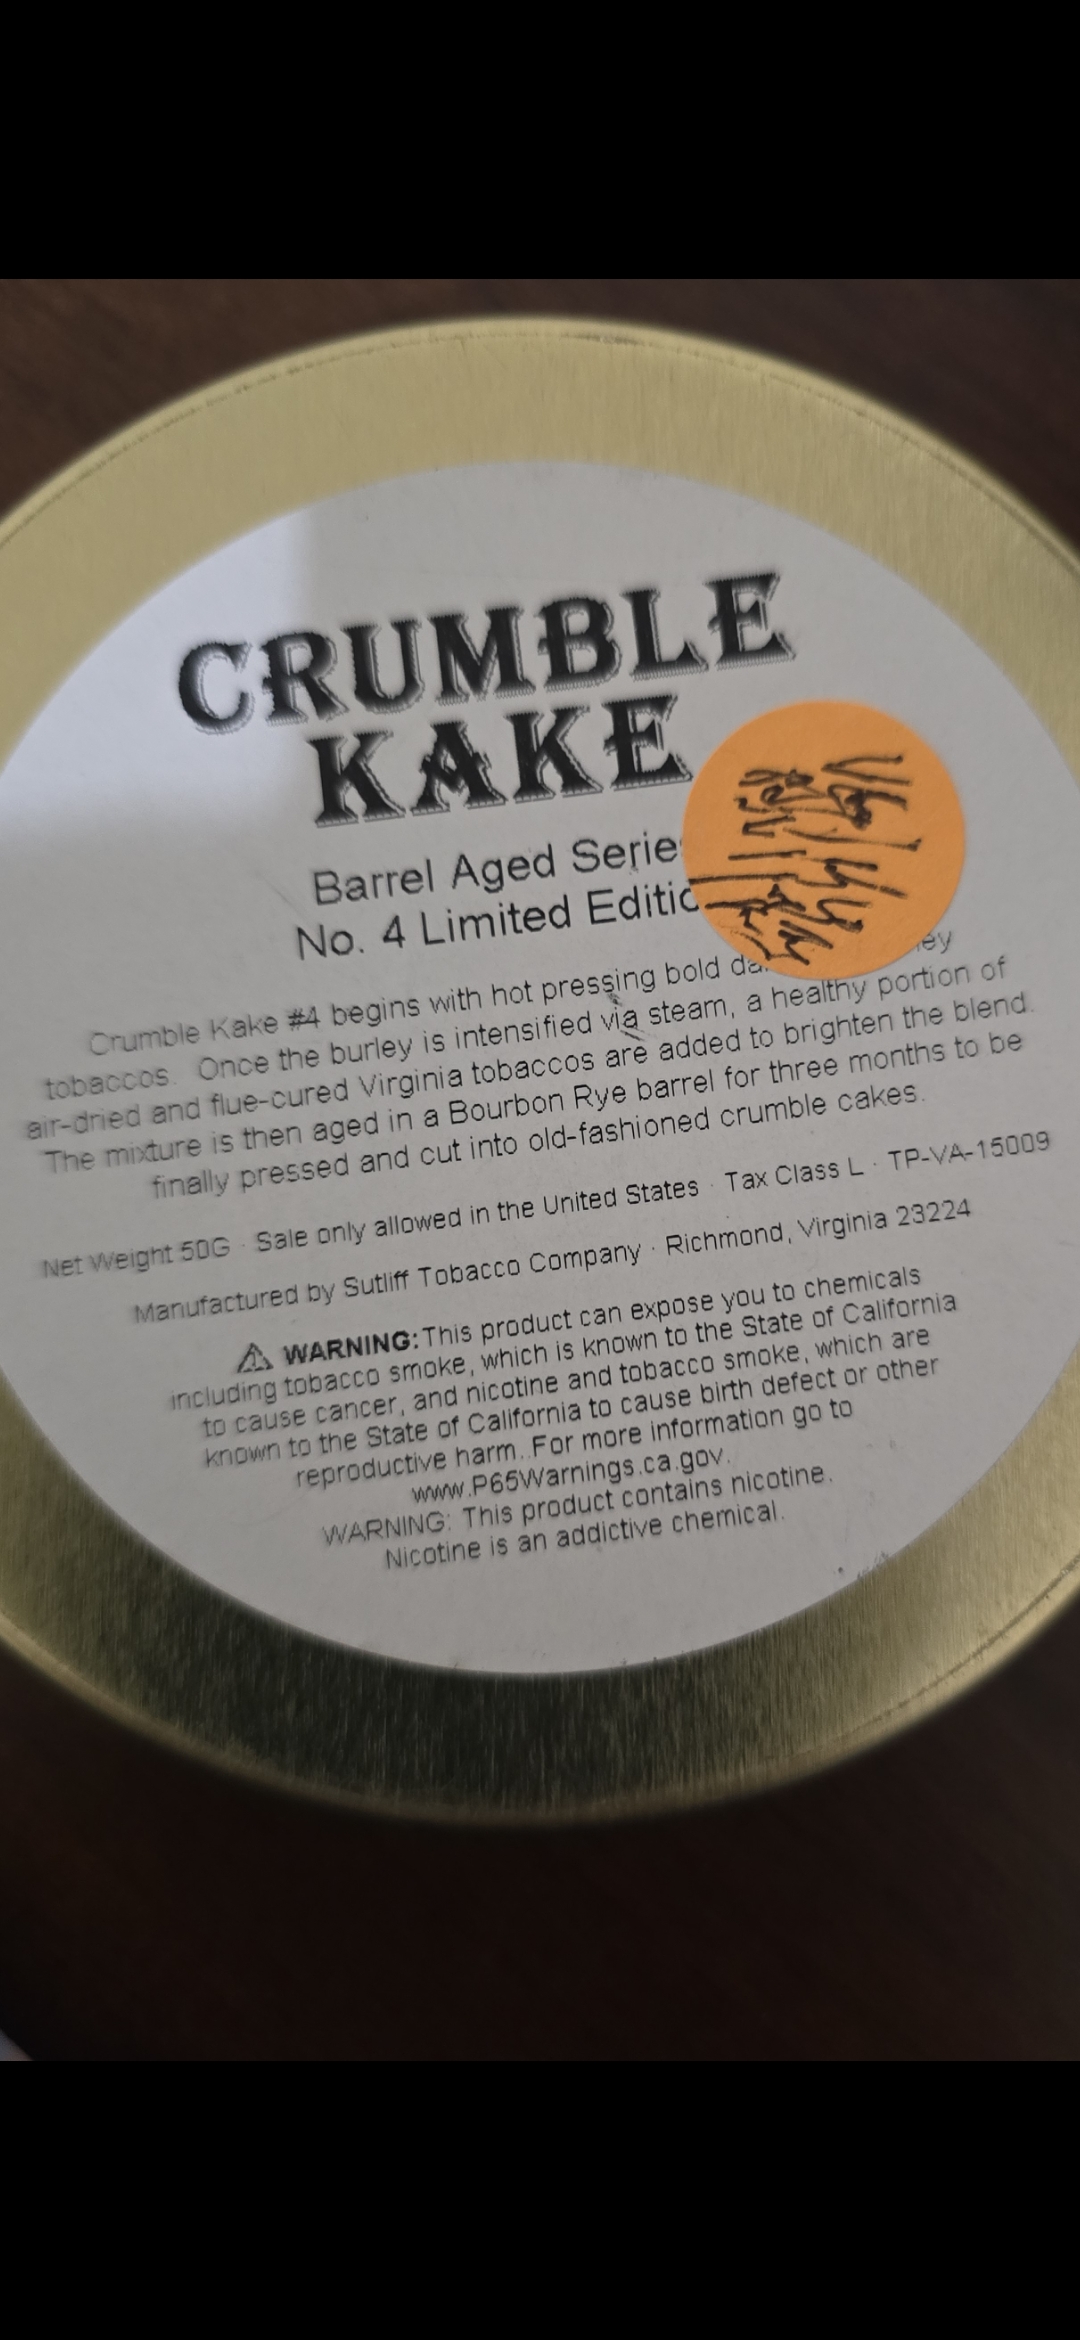 CRUMBLE
KAKE
Barrel Aged Serie
No. 4 Limited Editio
Crumble Kake #4 begins with hot pressing bold da ey
tobaccos. Once the burley is intensified via steam, a healthy portion of
air-dried and flue-cured Virginia tobaccos are added to brighten the blend.
The mixture is then aged in a Bourbon Rye barrel for three months to be
finally pressed and cut into old-fashioned crumble cakes.
Net Weight 50G · Sale only allowed in the United States · Tax Class L · TP-VA-15009
Manufactured by Sutliff Tobacco Company · Richmond, Virginia 23224
⚠ WARNING: This product can expose you to chemicals
including tobacco smoke, which is known to the State of California
to cause cancer, and nicotine and tobacco smoke, which are
known to the State of California to cause birth defect or other
reproductive harm. For more information go to
www.P65Warnings.ca.gov.
WARNING: This product contains nicotine.
Nicotine is an addictive chemical.